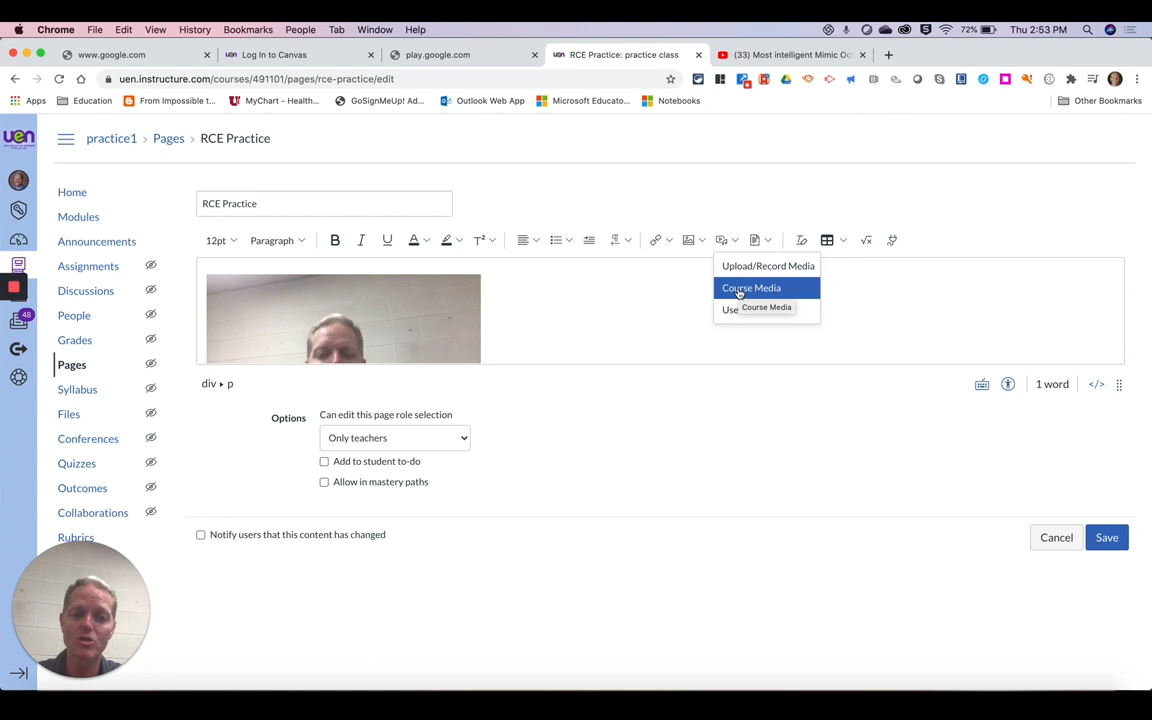 Chrome File Edit View History Bookmarks People Tab Window Help 72% Thu 2:53 PM
www.google.com Log In to Canvas play.google.com RCE Practice: practice class (33) Most intelligent Mimic Oct
uen.instructure.com/courses/491101/pages/rce-practice/edit
Apps Education From Impossible t... MyChart - Health... GoSignMeUp! Ad... Outlook Web App Microsoft Educato... Notebooks Other Bookmarks
uen practice1 › Pages › RCE Practice
Home
RCE Practice
Modules
12pt Paragraph B I U A T²
Announcements
Assignments
Upload/Record Media
Discussions
Course Media
Use
Course Media
People
48
Grades
Pages
div ▸ p
1 word </>
Syllabus
Files
Options Can edit this page role selection
Conferences
Only teachers
Quizzes
Add to student to-do
Outcomes
Allow in mastery paths
Collaborations
Rubrics
Notify users that this content has changed
Cancel Save